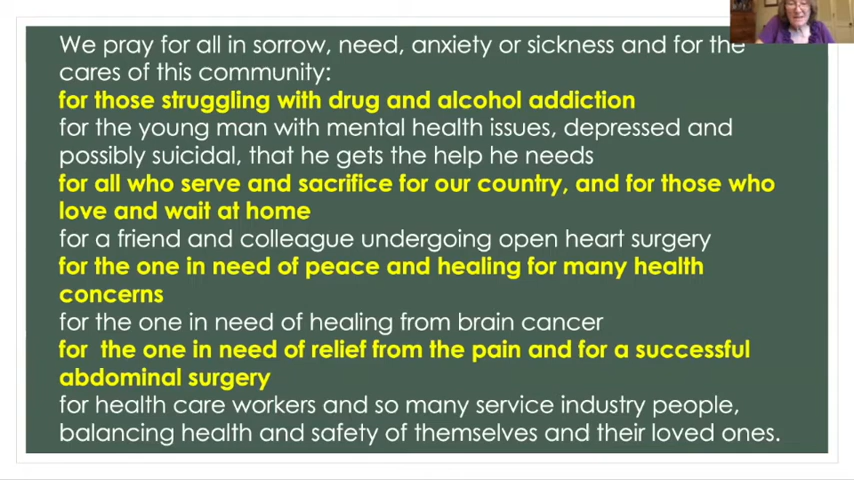 We pray for all in sorrow, need, anxiety or sickness and for the
cares of this community:
for those struggling with drug and alcohol addiction
for the young man with mental health issues, depressed and
possibly suicidal, that he gets the help he needs
for all who serve and sacrifice for our country, and for those who
love and wait at home
for a friend and colleague undergoing open heart surgery
for the one in need of peace and healing for many health
concerns
for the one in need of healing from brain cancer
for the one in need of relief from the pain and for a successful
abdominal surgery
for health care workers and so many service industry people,
balancing health and safety of themselves and their loved ones.